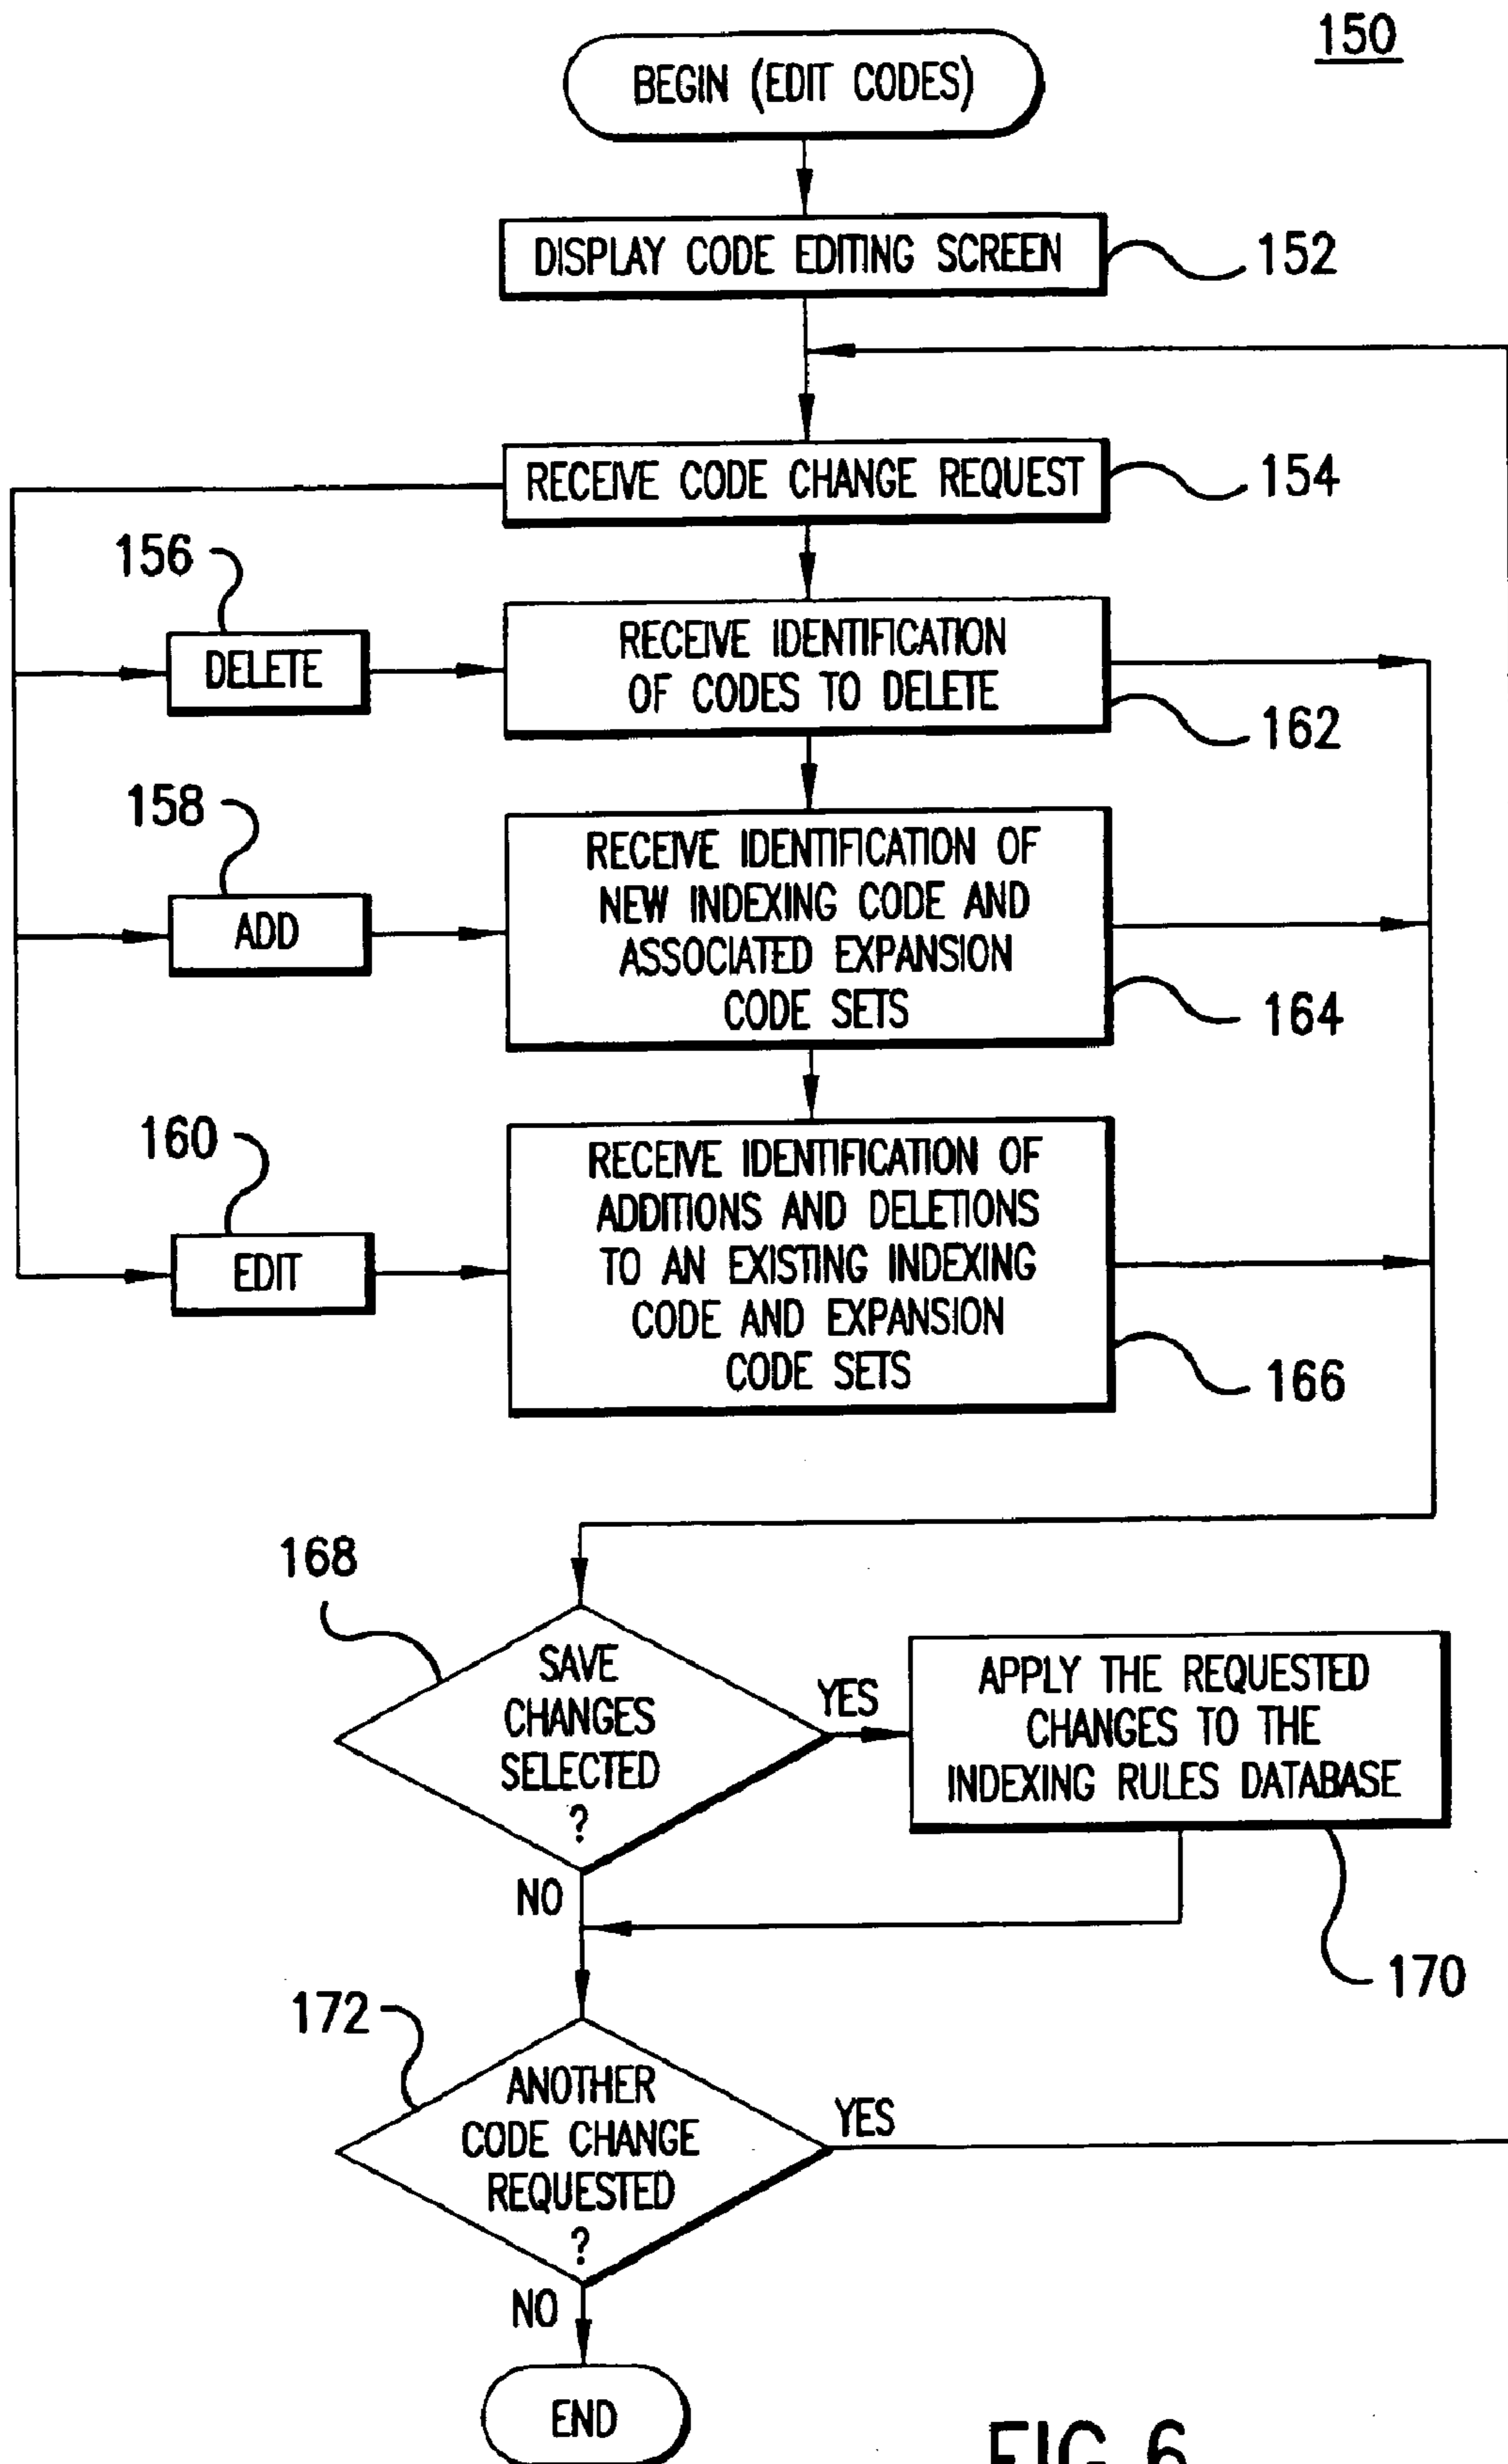 150
BEGIN (EDIT CODES)
DISPLAY CODE EDITING SCREEN
152
RECEIVE CODE CHANGE REQUEST
154
156
DELETE
RECEIVE IDENTIFICATION
OF CODES TO DELETE
162
158
ADD
RECEIVE IDENTIFICATION OF
NEW INDEXING CODE AND
ASSOCIATED EXPANSION
CODE SETS
164
160
EDIT
RECEIVE IDENTIFICATION OF
ADDITIONS AND DELETIONS
TO AN EXISTING INDEXING
CODE AND EXPANSION
CODE SETS
166
168
SAVE
CHANGES
SELECTED
?
YES
NO
APPLY THE REQUESTED
CHANGES TO THE
INDEXING RULES DATABASE
170
172
ANOTHER
CODE CHANGE
REQUESTED
?
YES
NO
END
FIG 6